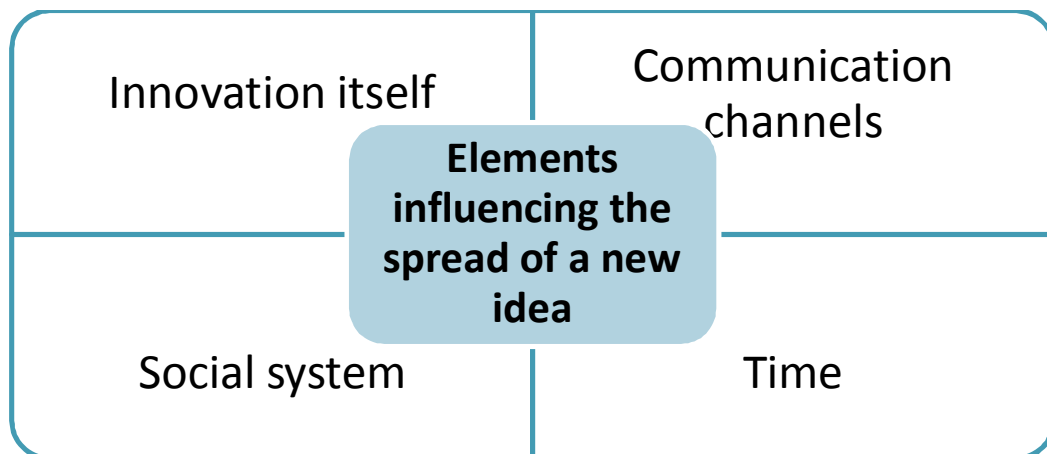 Innovation itself
Communication
channels
Elements
influencing the
spread of a new
idea
Social system
Time